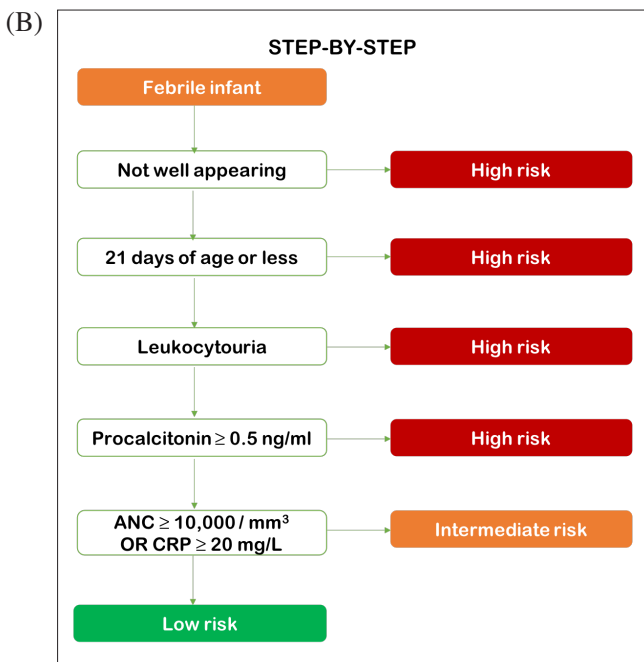 (B)
STEP-BY-STEP
Febrile infant
Not well appearing
High risk
21 days of age or less
High risk
Leukocytouria
High risk
Procalcitonin ≥ 0.5 ng/ml
High risk
ANC ≥ 10,000 / mm³
OR CRP ≥ 20 mg/L
Intermediate risk
Low risk